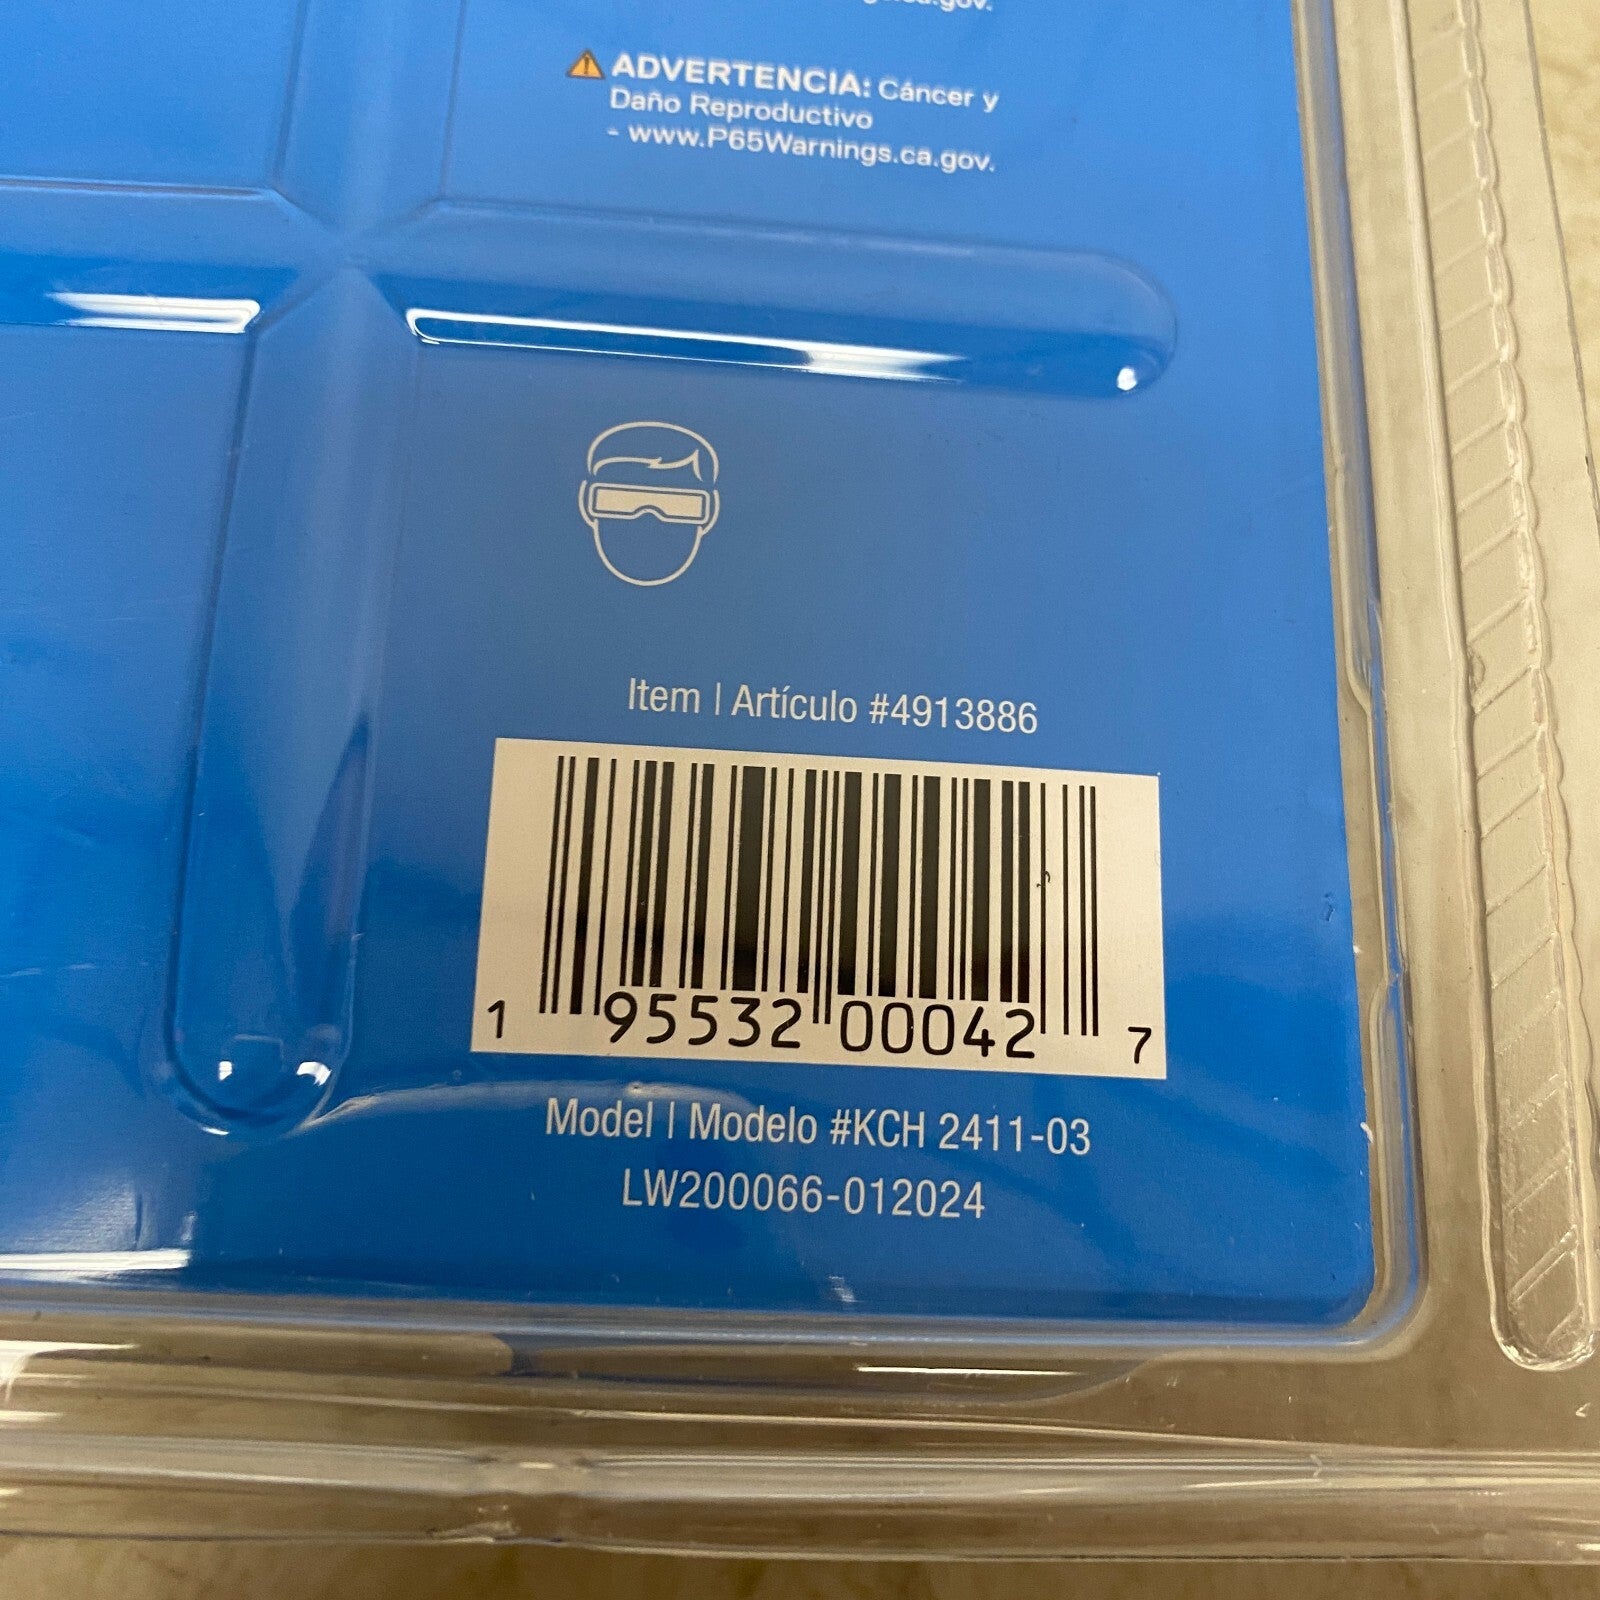 ADVERTENCIA: Cáncer y
Daño Reproductivo
- www.P65Warnings.ca.gov.
Item | Artículo #4913886
1 95532 00042 7
Model | Modelo #KCH 2411-03
LW200066-012024